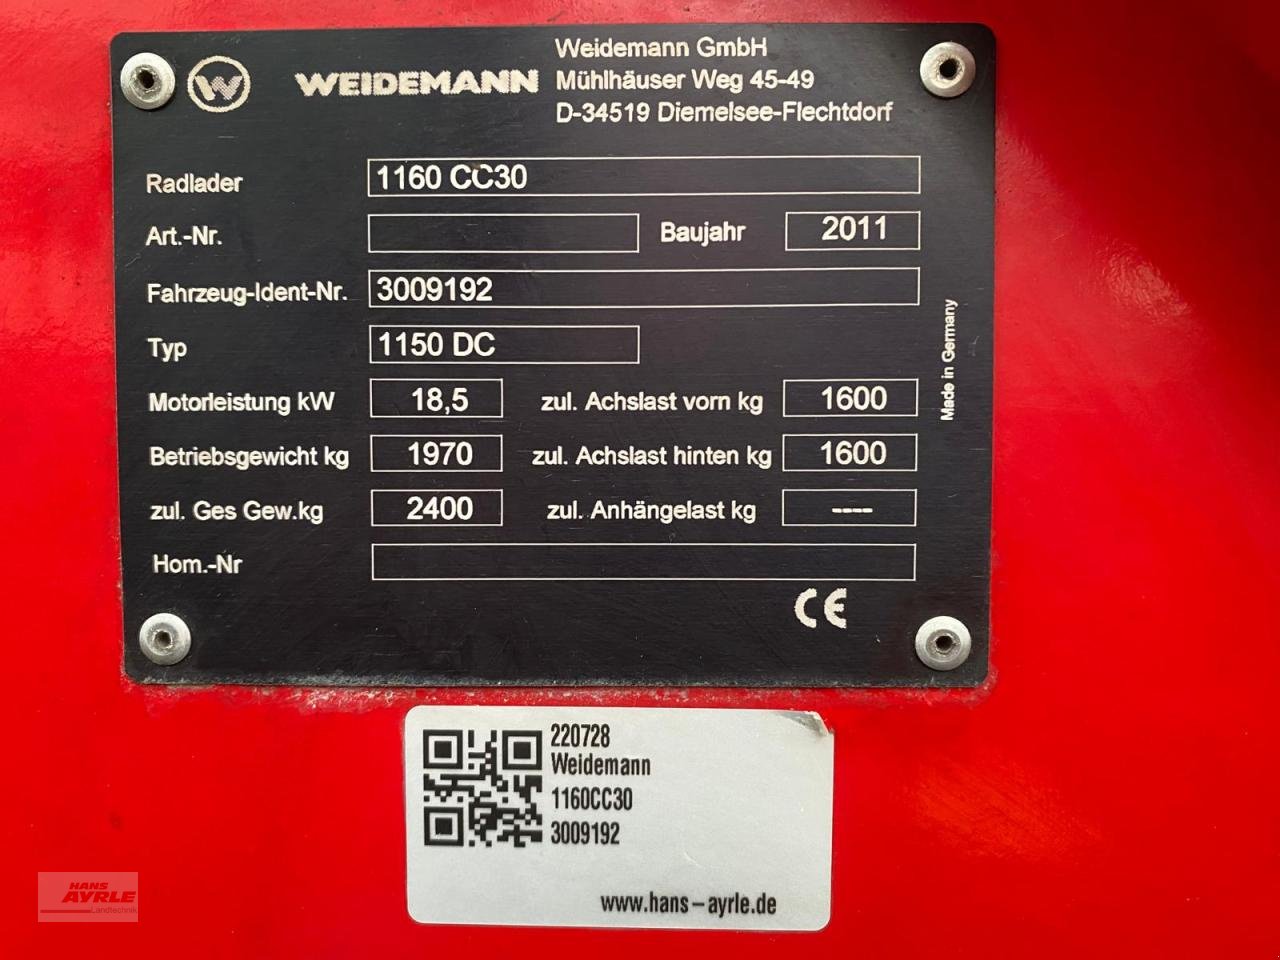 W WEIDEMANN
Weidemann GmbH
Mühlhäuser Weg 45-49
D-34519 Diemelsee-Flechtdorf
Radlader 1160 CC30
Art.-Nr. Baujahr 2011
Fahrzeug-Ident-Nr. 3009192
Typ 1150 DC
Motorleistung kW 18,5 zul. Achslast vorn kg 1600
Betriebsgewicht kg 1970 zul. Achslast hinten kg 1600
zul. Ges Gew.kg 2400 zul. Anhängelast kg ----
Hom.-Nr
CE
Made in Germany
220728
Weidemann
1160CC30
3009192
www.hans-ayrle.de
HANS
AYRLE
Landtechnik